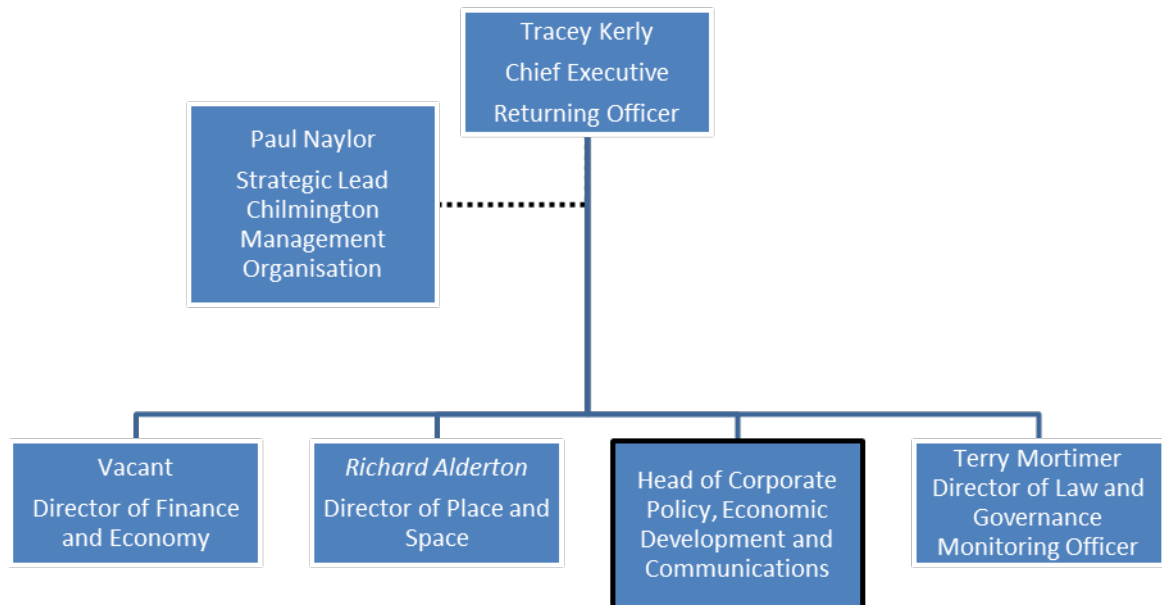 Tracey Kerly
Chief Executive
Returning Officer
Paul Naylor
Strategic Lead
Chilmington
Management
Organisation
Vacant
Director of Finance
and Economy
Richard Alderton
Director of Place and
Space
Head of Corporate
Policy, Economic
Development and
Communications
Terry Mortimer
Director of Law and
Governance
Monitoring Officer